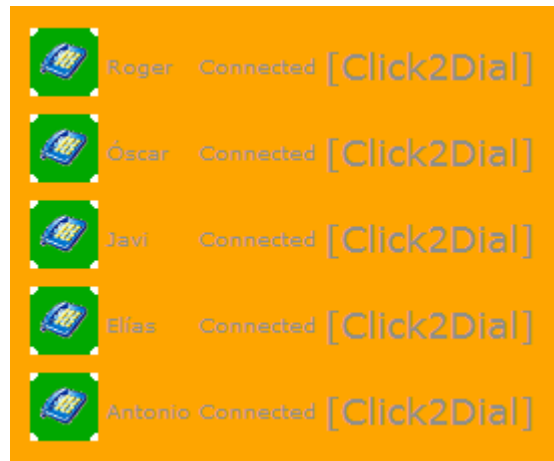 Roger Connected [Click2Dial]
Óscar Connected [Click2Dial]
Javi Connected [Click2Dial]
Elías Connected [Click2Dial]
Antonio Connected [Click2Dial]